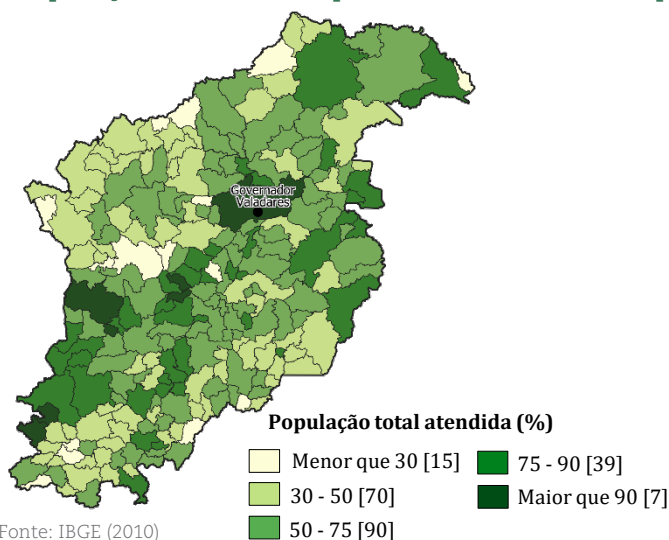 Governador
Valadares
População total atendida (%)
Menor que 30 [15]
30 - 50 [70]
50 - 75 [90]
75 - 90 [39]
Maior que 90 [7]
Fonte: IBGE (2010)